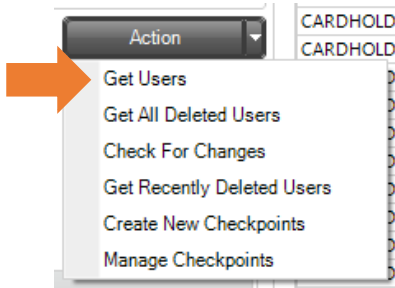 CARDHOLD
Action
CARDHOLD
Get Users
Get All Deleted Users
Check For Changes
Get Recently Deleted Users
Create New Checkpoints
Manage Checkpoints